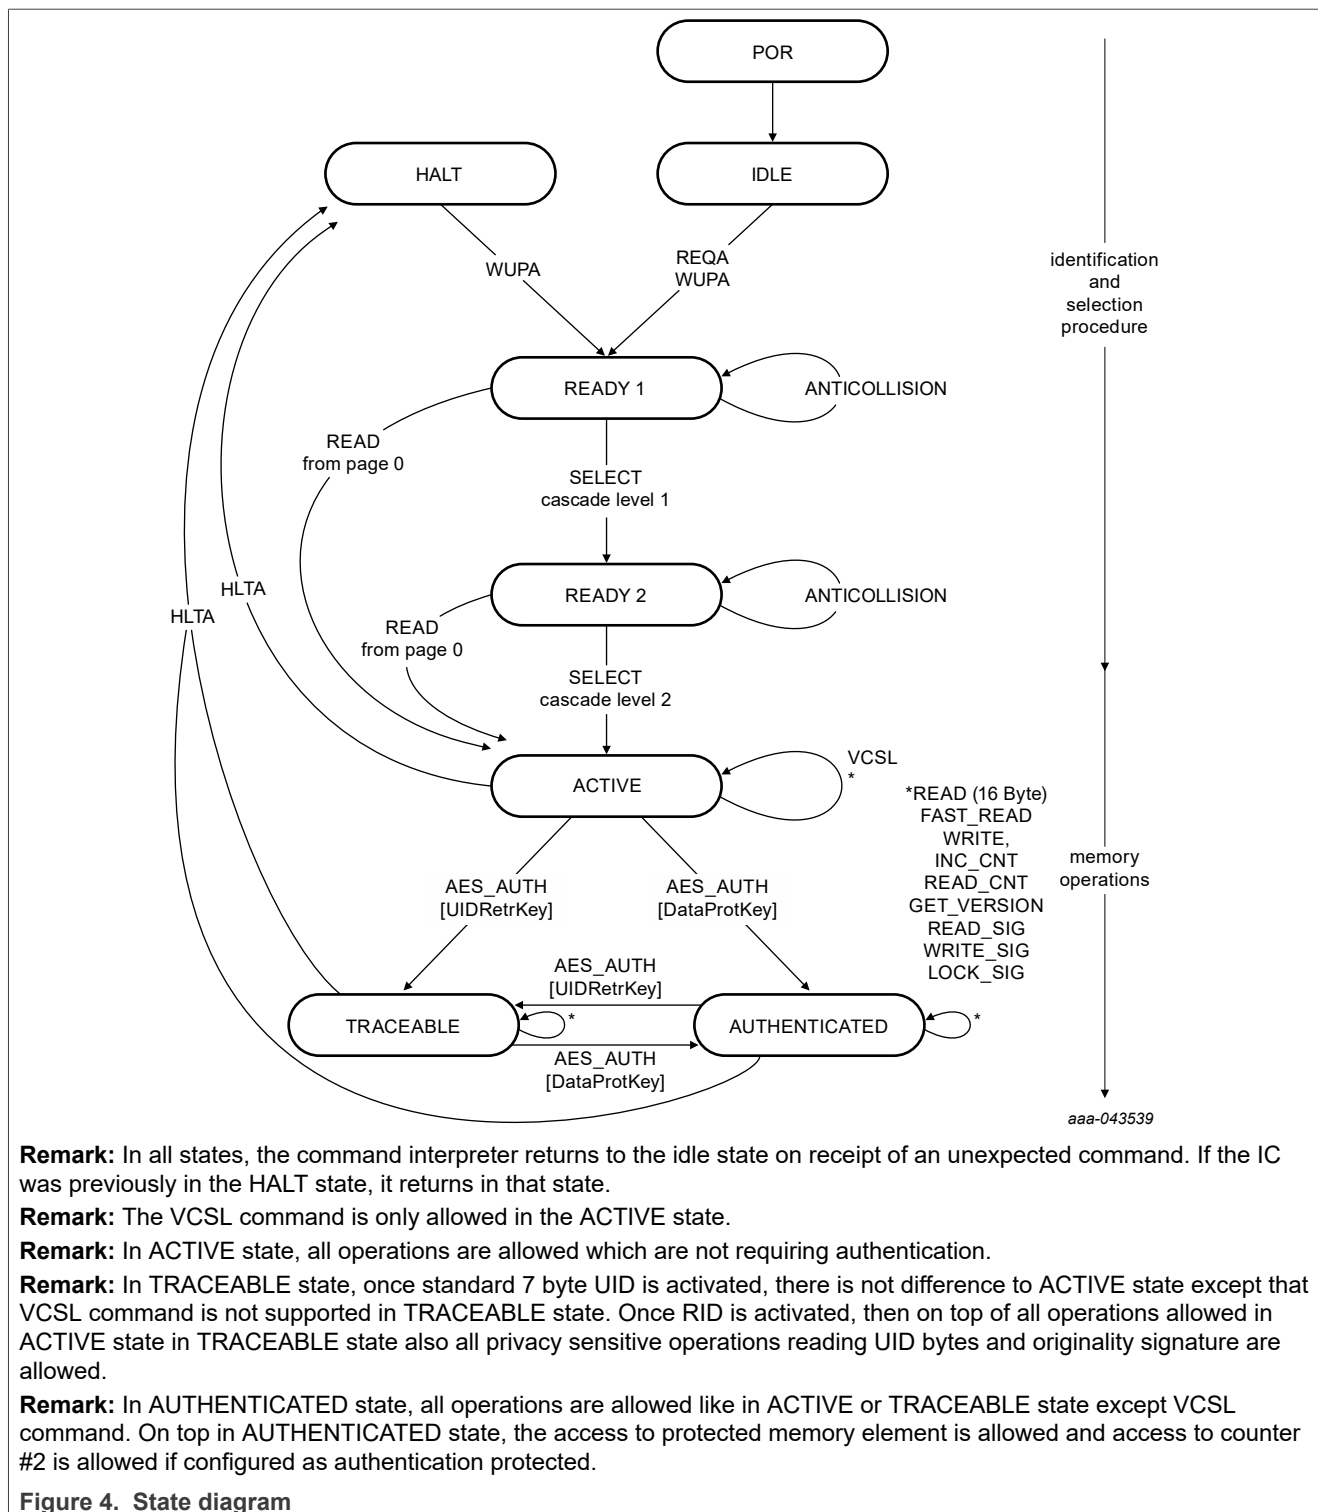 POR
HALT
IDLE
WUPA
REQA
WUPA
identification
and
selection
procedure
READY 1
ANTICOLLISION
READ
from page 0
SELECT
cascade level 1
HLTA
HLTA
READY 2
ANTICOLLISION
READ
from page 0
SELECT
cascade level 2
ACTIVE
VCSL
*
*READ (16 Byte)
FAST_READ
WRITE,
INC_CNT
READ_CNT
GET_VERSION
READ_SIG
WRITE_SIG
LOCK_SIG
memory
operations
AES_AUTH
[UIDRetrKey]
AES_AUTH
[DataProtKey]
AES_AUTH
[UIDRetrKey]
TRACEABLE
*
AUTHENTICATED
*
AES_AUTH
[DataProtKey]
aaa-043539
Remark: In all states, the command interpreter returns to the idle state on receipt of an unexpected command. If the IC
was previously in the HALT state, it returns in that state.
Remark: The VCSL command is only allowed in the ACTIVE state.
Remark: In ACTIVE state, all operations are allowed which are not requiring authentication.
Remark: In TRACEABLE state, once standard 7 byte UID is activated, there is not difference to ACTIVE state except that
VCSL command is not supported in TRACEABLE state. Once RID is activated, then on top of all operations allowed in
ACTIVE state in TRACEABLE state also all privacy sensitive operations reading UID bytes and originality signature are
allowed.
Remark: In AUTHENTICATED state, all operations are allowed like in ACTIVE or TRACEABLE state except VCSL
command. On top in AUTHENTICATED state, the access to protected memory element is allowed and access to counter
#2 is allowed if configured as authentication protected.
Figure 4. State diagram